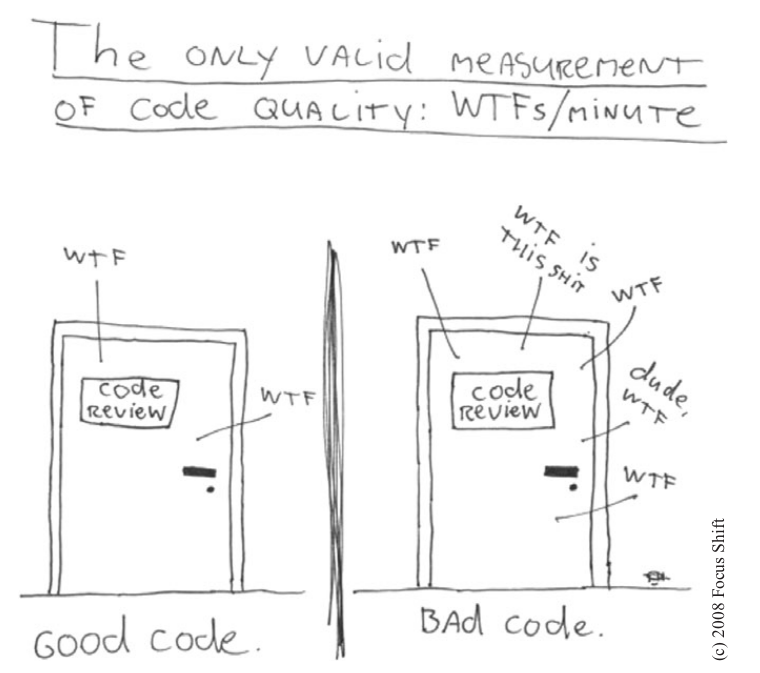 The ONLY VALid MEASUREMENT
OF Code QUALITY: WTFs/MINUTE
WTF
code
REVIEW
WTF
Good code.
WTF
WTF is
THIS SHIT
WTF
code
REVIEW
dude,
WTF
WTF
BAd code.
(c) 2008 Focus Shift